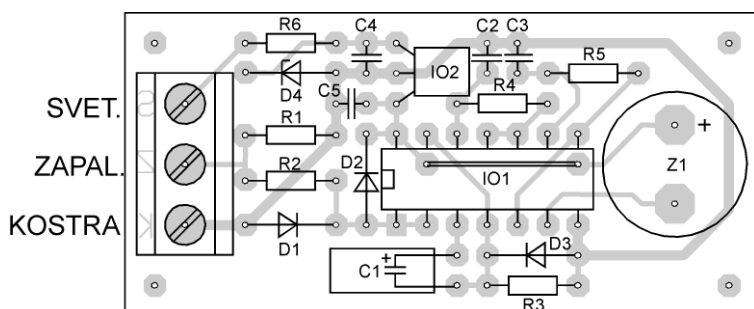 R6
C4
C2 C3
IO2
R5
D4
C5
R4
SVET.
S
R1
+
ZAPAL.
Z
R2
D2
IO1
Z1
KOSTRA
K
D1
D3
+
C1
R3